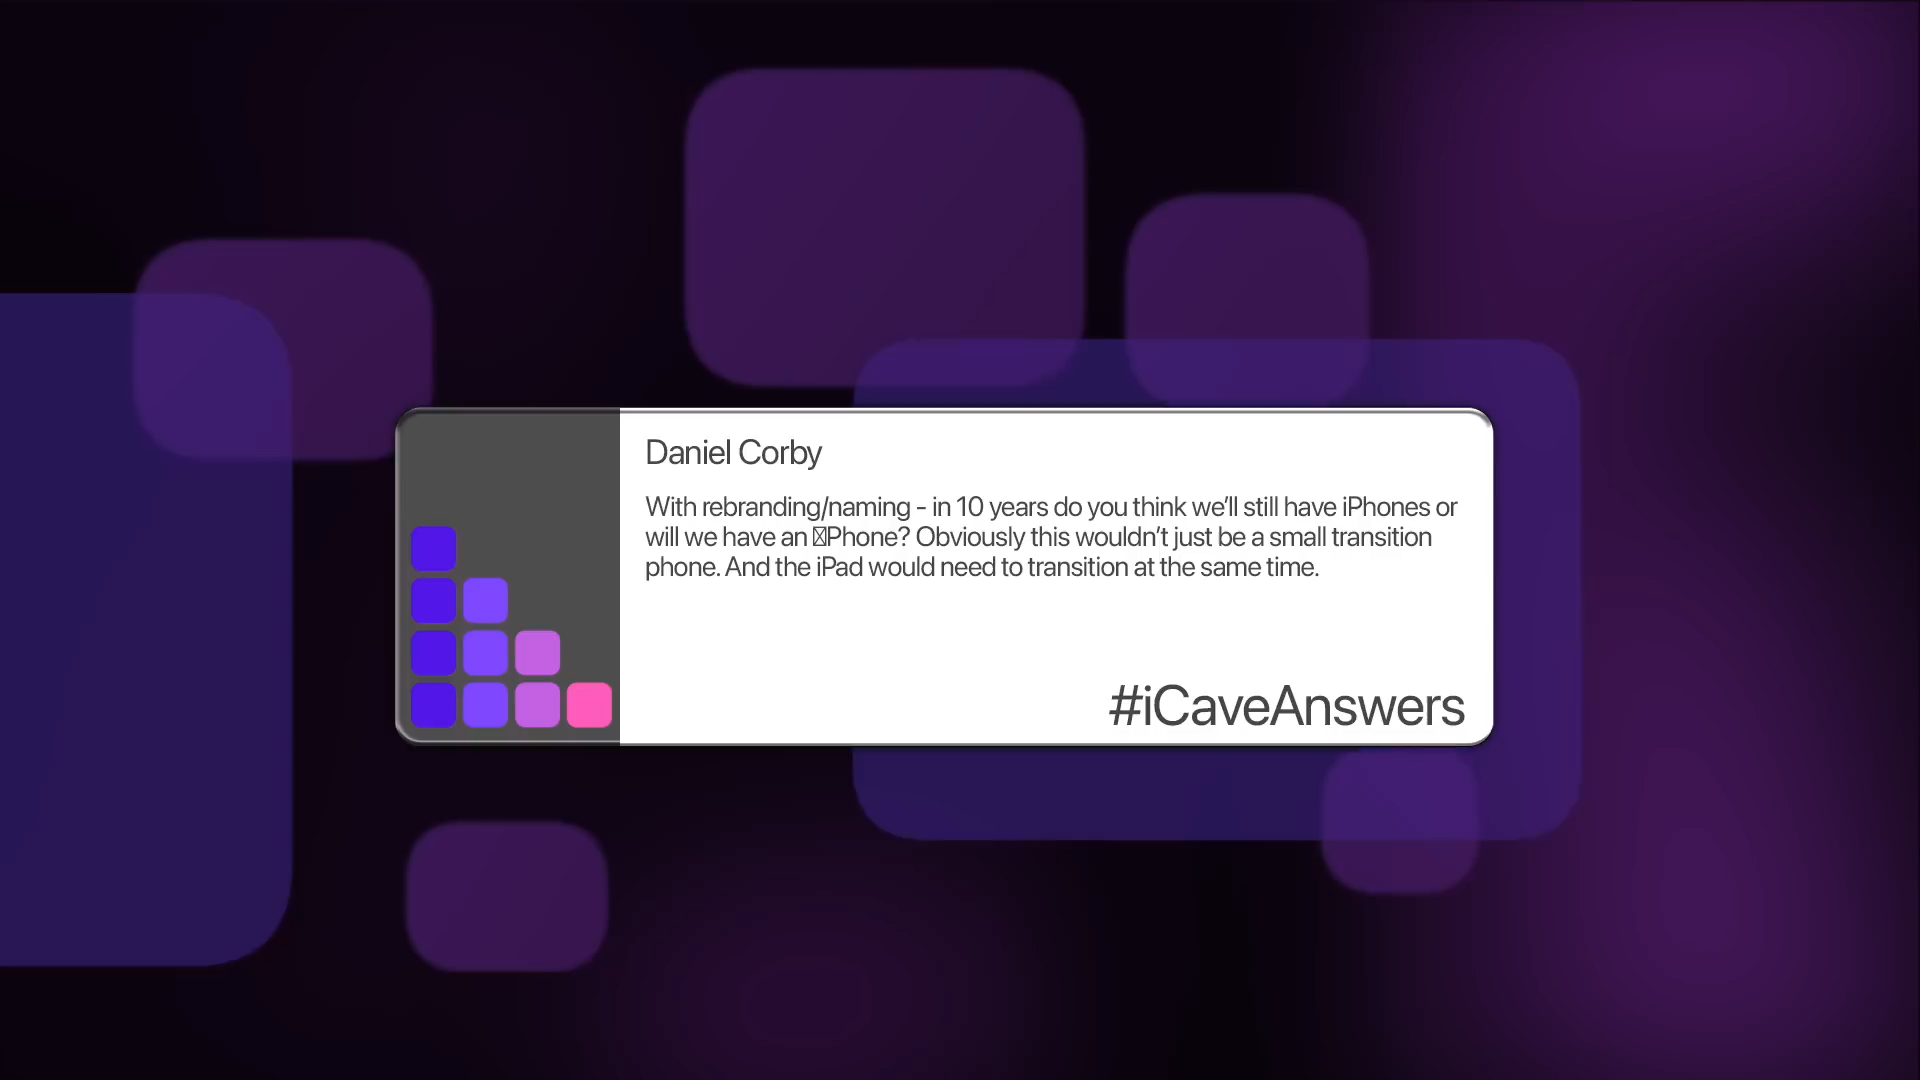 Daniel Corby
With rebranding/naming - in 10 years do you think we’ll still have iPhones or
will we have an Phone? Obviously this wouldn’t just be a small transition
phone. And the iPad would need to transition at the same time.
#iCaveAnswers